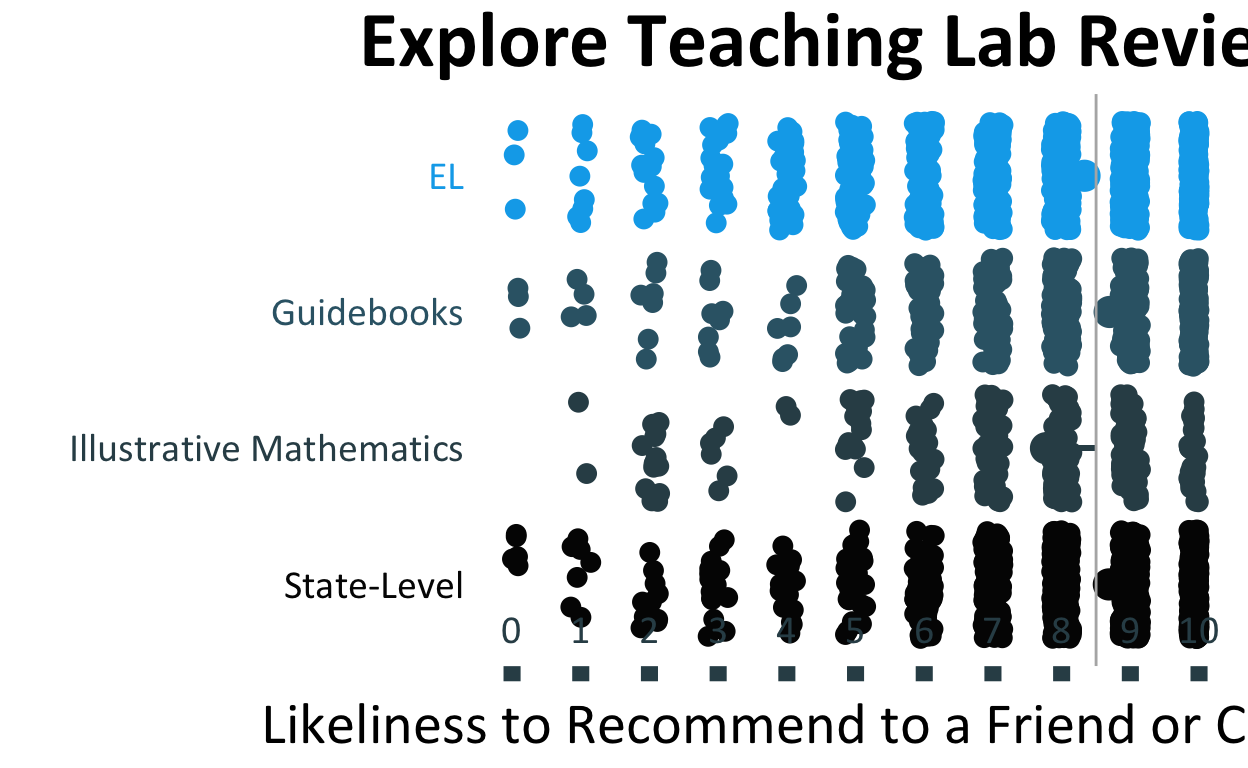 Explore Teaching Lab Revie
EL
Guidebooks
Illustrative Mathematics
State-Level
0 1 2 3 4 5 6 7 8 9 10
Likeliness to Recommend to a Friend or C